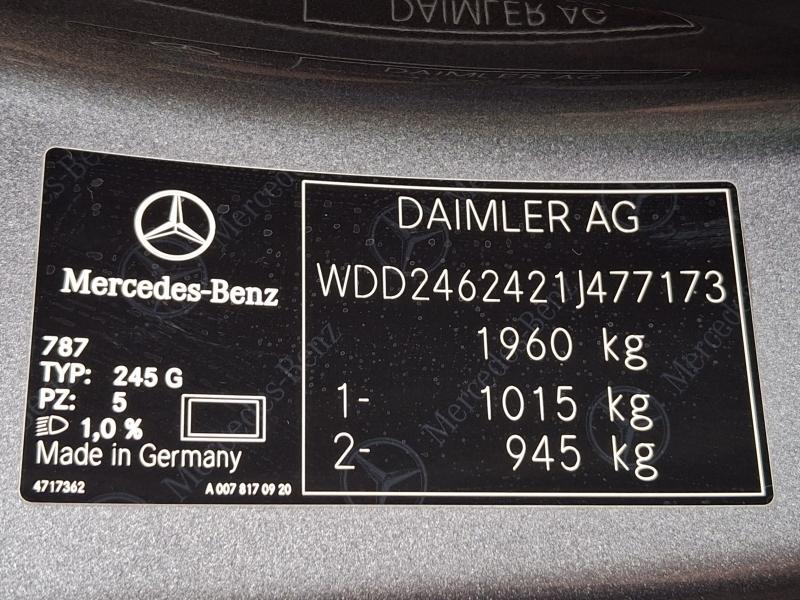 DAIMLER AG
DAIMLER AG
Mercedes-Benz
787
TYP: 245 G
PZ: 5
1,0 %
Made in Germany
4717362 A 007 817 09 20
DAIMLER AG
WDD2462421J477173
1960 kg
1- 1015 kg
2- 945 kg